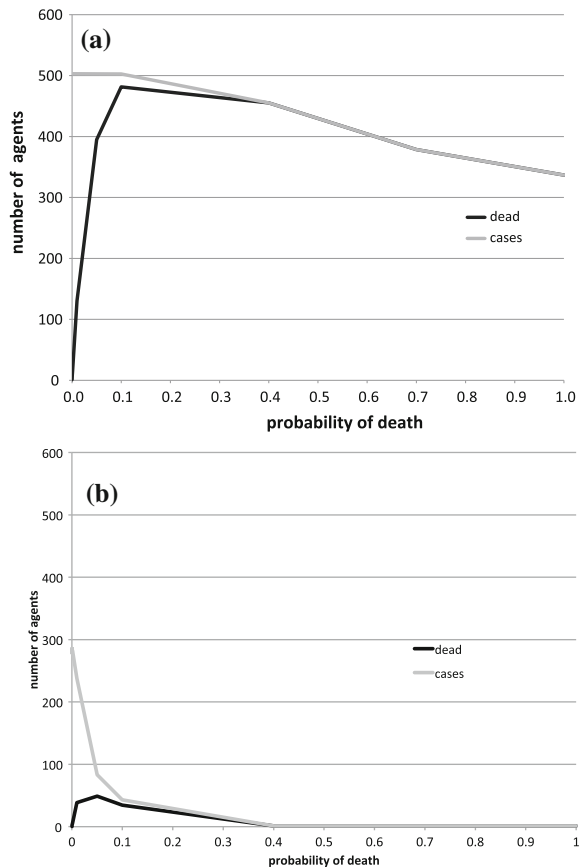 (a)
600
500
400
300
200
100
0
number of agents
dead
cases
0.0 0.1 0.2 0.3 0.4 0.5 0.6 0.7 0.8 0.9 1.0
probability of death
(b)
600
500
400
300
200
100
0
number of agents
dead
cases
0 0.1 0.2 0.3 0.4 0.5 0.6 0.7 0.8 0.9 1
probability of death